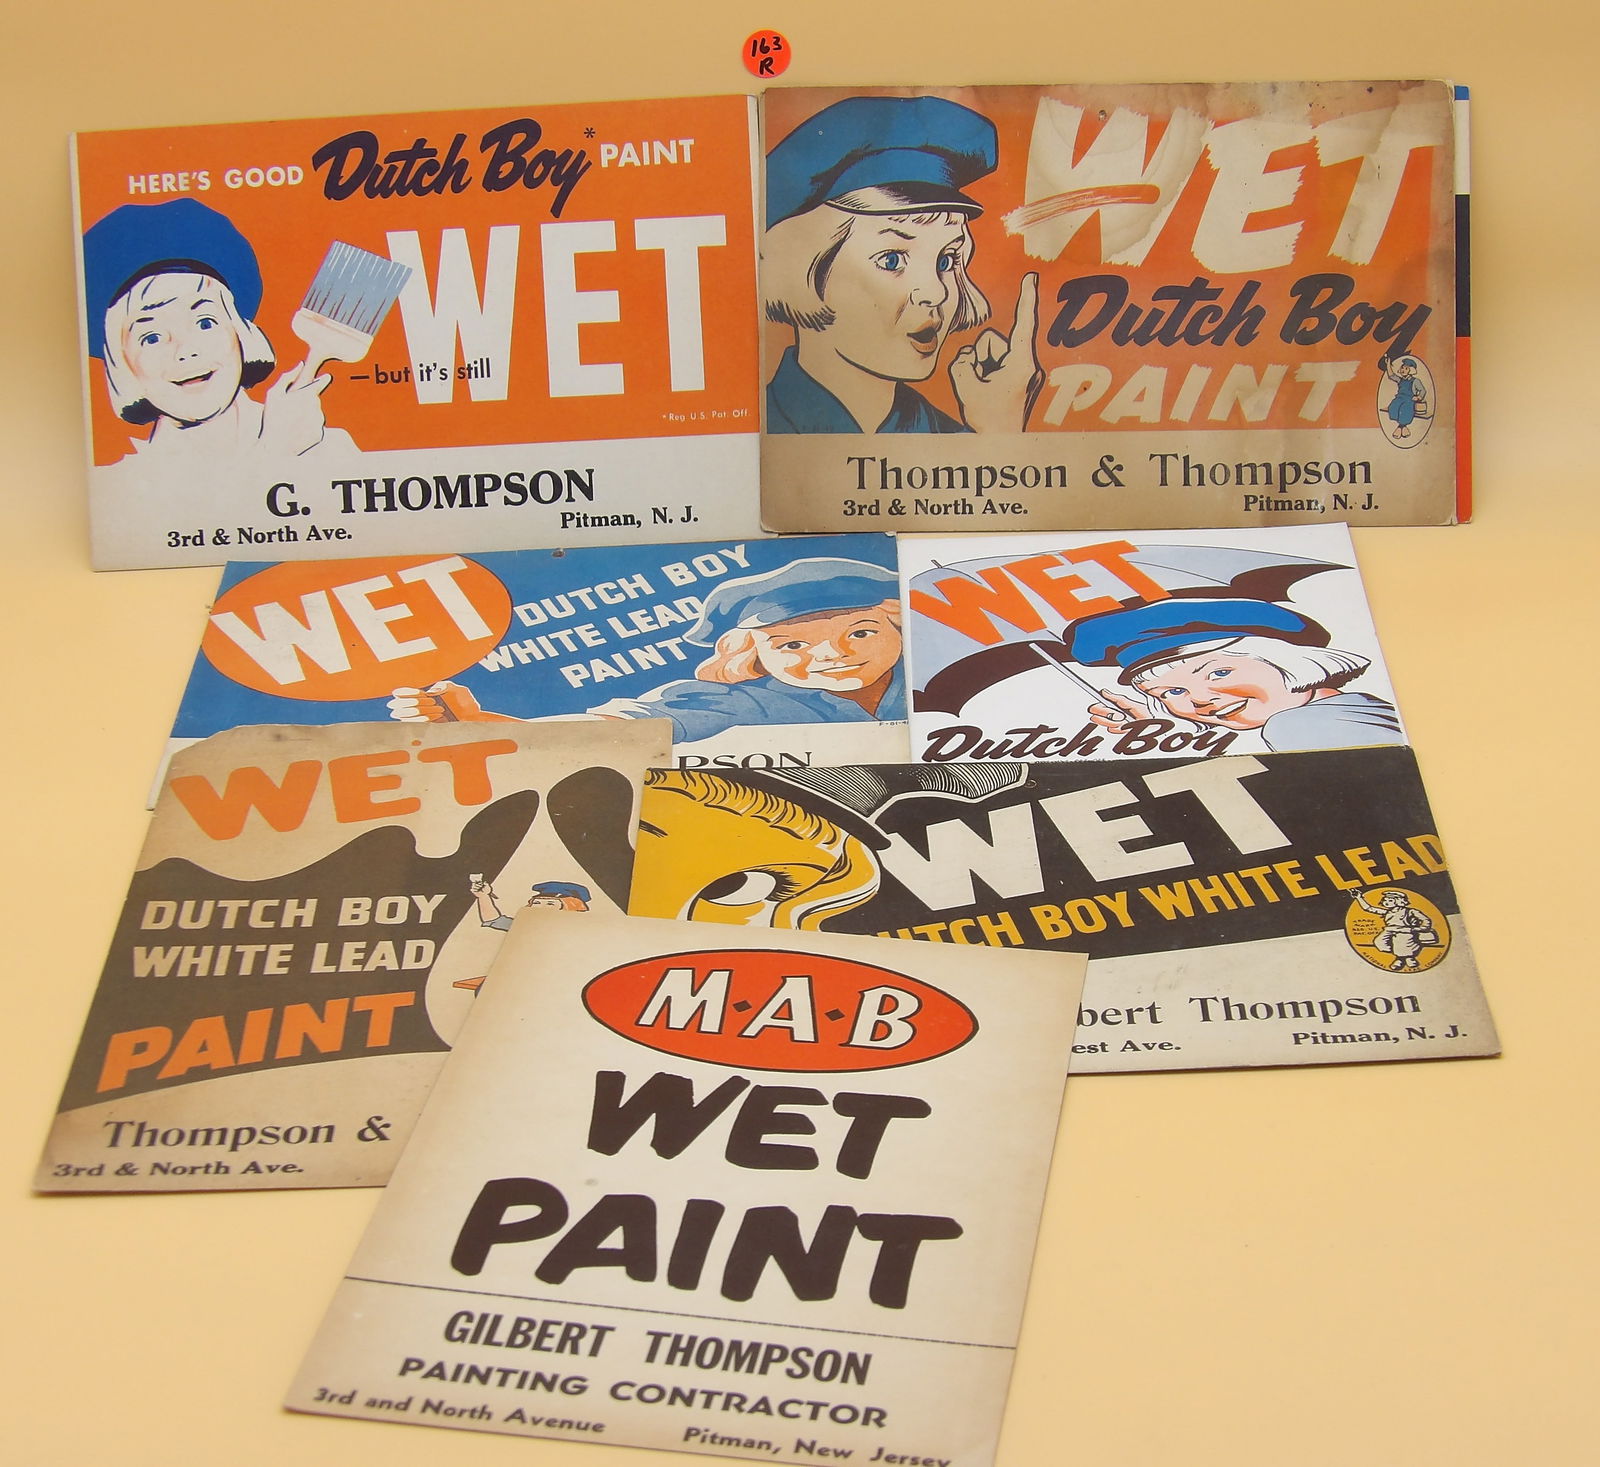 163
R
HERE'S GOOD Dutch Boy* PAINT
WET
—but it's still
*Reg. U.S. Pat. Off.
G. THOMPSON
3rd & North Ave. Pitman, N. J.
WET
Dutch Boy
PAINT
Thompson & Thompson
3rd & North Ave. Pitman, N. J.
WET
DUTCH BOY
WHITE LEAD
PAINT
PSON
WET
Dutch Boy
WET
DUTCH BOY
WHITE LEAD
PAINT
Thompson &
3rd & North Ave.
WET
UTCH BOY WHITE LEAD
bert Thompson
est Ave. Pitman, N. J.
M·A·B
WET
PAINT
GILBERT THOMPSON
PAINTING CONTRACTOR
3rd and North Avenue Pitman, New Jersey